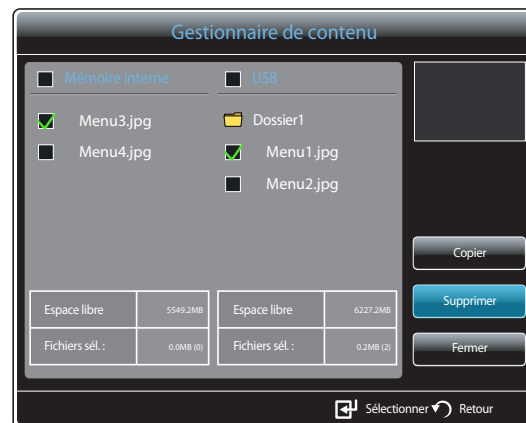 Gestionnaire de contenu
Mémoire interne
USB
Menu3.jpg
Menu4.jpg
Dossier1
Menu1.jpg
Menu2.jpg
Espace libre 5549.2MB
Fichiers sél. : 0.0MB (0)
Espace libre 6227.2MB
Fichiers sél. : 0.2MB (2)
Copier
Supprimer
Fermer
Sélectionner Retour